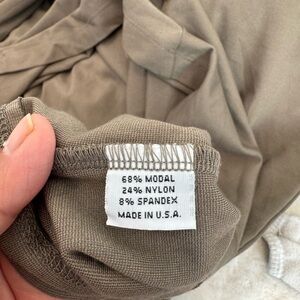 68% MODAL
24% NYLON
8% SPANDEX
MADE IN U.S.A.